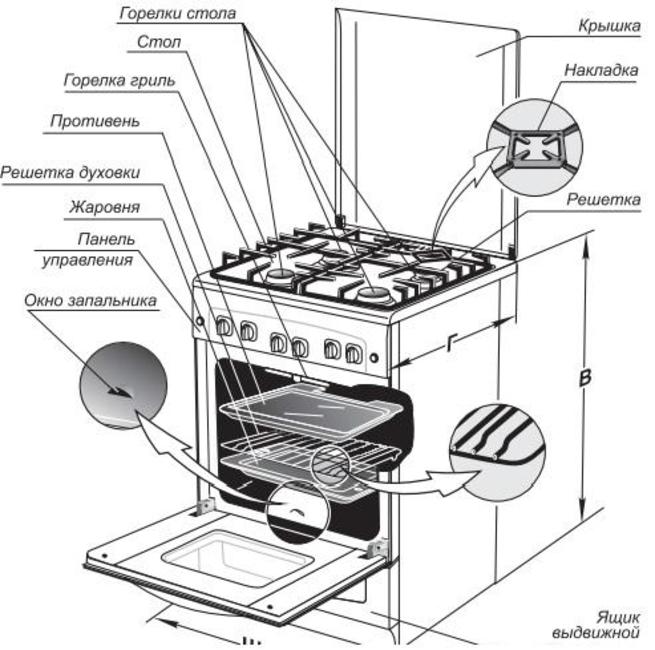 Горелки стола
Стол
Горелка гриль
Противень
Решетка духовки
Жаровня
Панель
управления
Окно запальника
Крышка
Накладка
Решетка
Г
В
Ящик
выдвижной